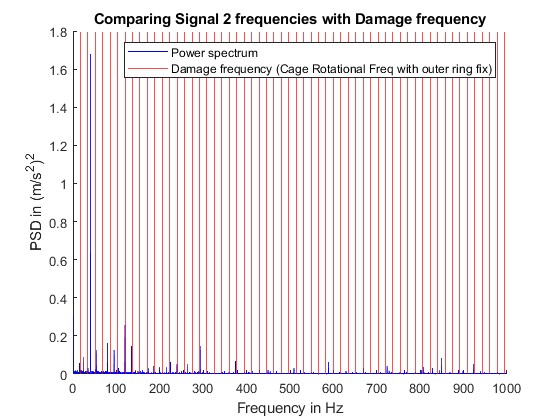 Comparing Signal 2 frequencies with Damage frequency
1.8
1.6
1.4
1.2
1
0.8
0.6
0.4
0.2
0
PSD in (m/s²)²
Power spectrum
Damage frequency (Cage Rotational Freq with outer ring fix)
0 100 200 300 400 500 600 700 800 900 1000
Frequency in Hz